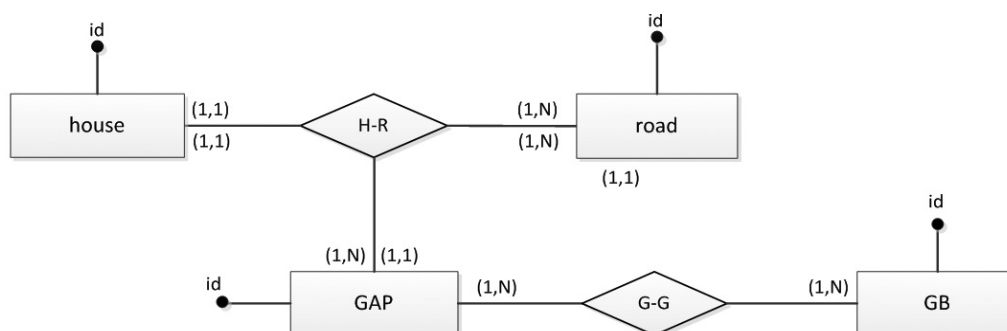 id
id
house
(1,1)
(1,1)
H-R
(1,N)
(1,N)
road
(1,1)
id
(1,N)
(1,1)
id
GAP
(1,N)
G-G
(1,N)
GB